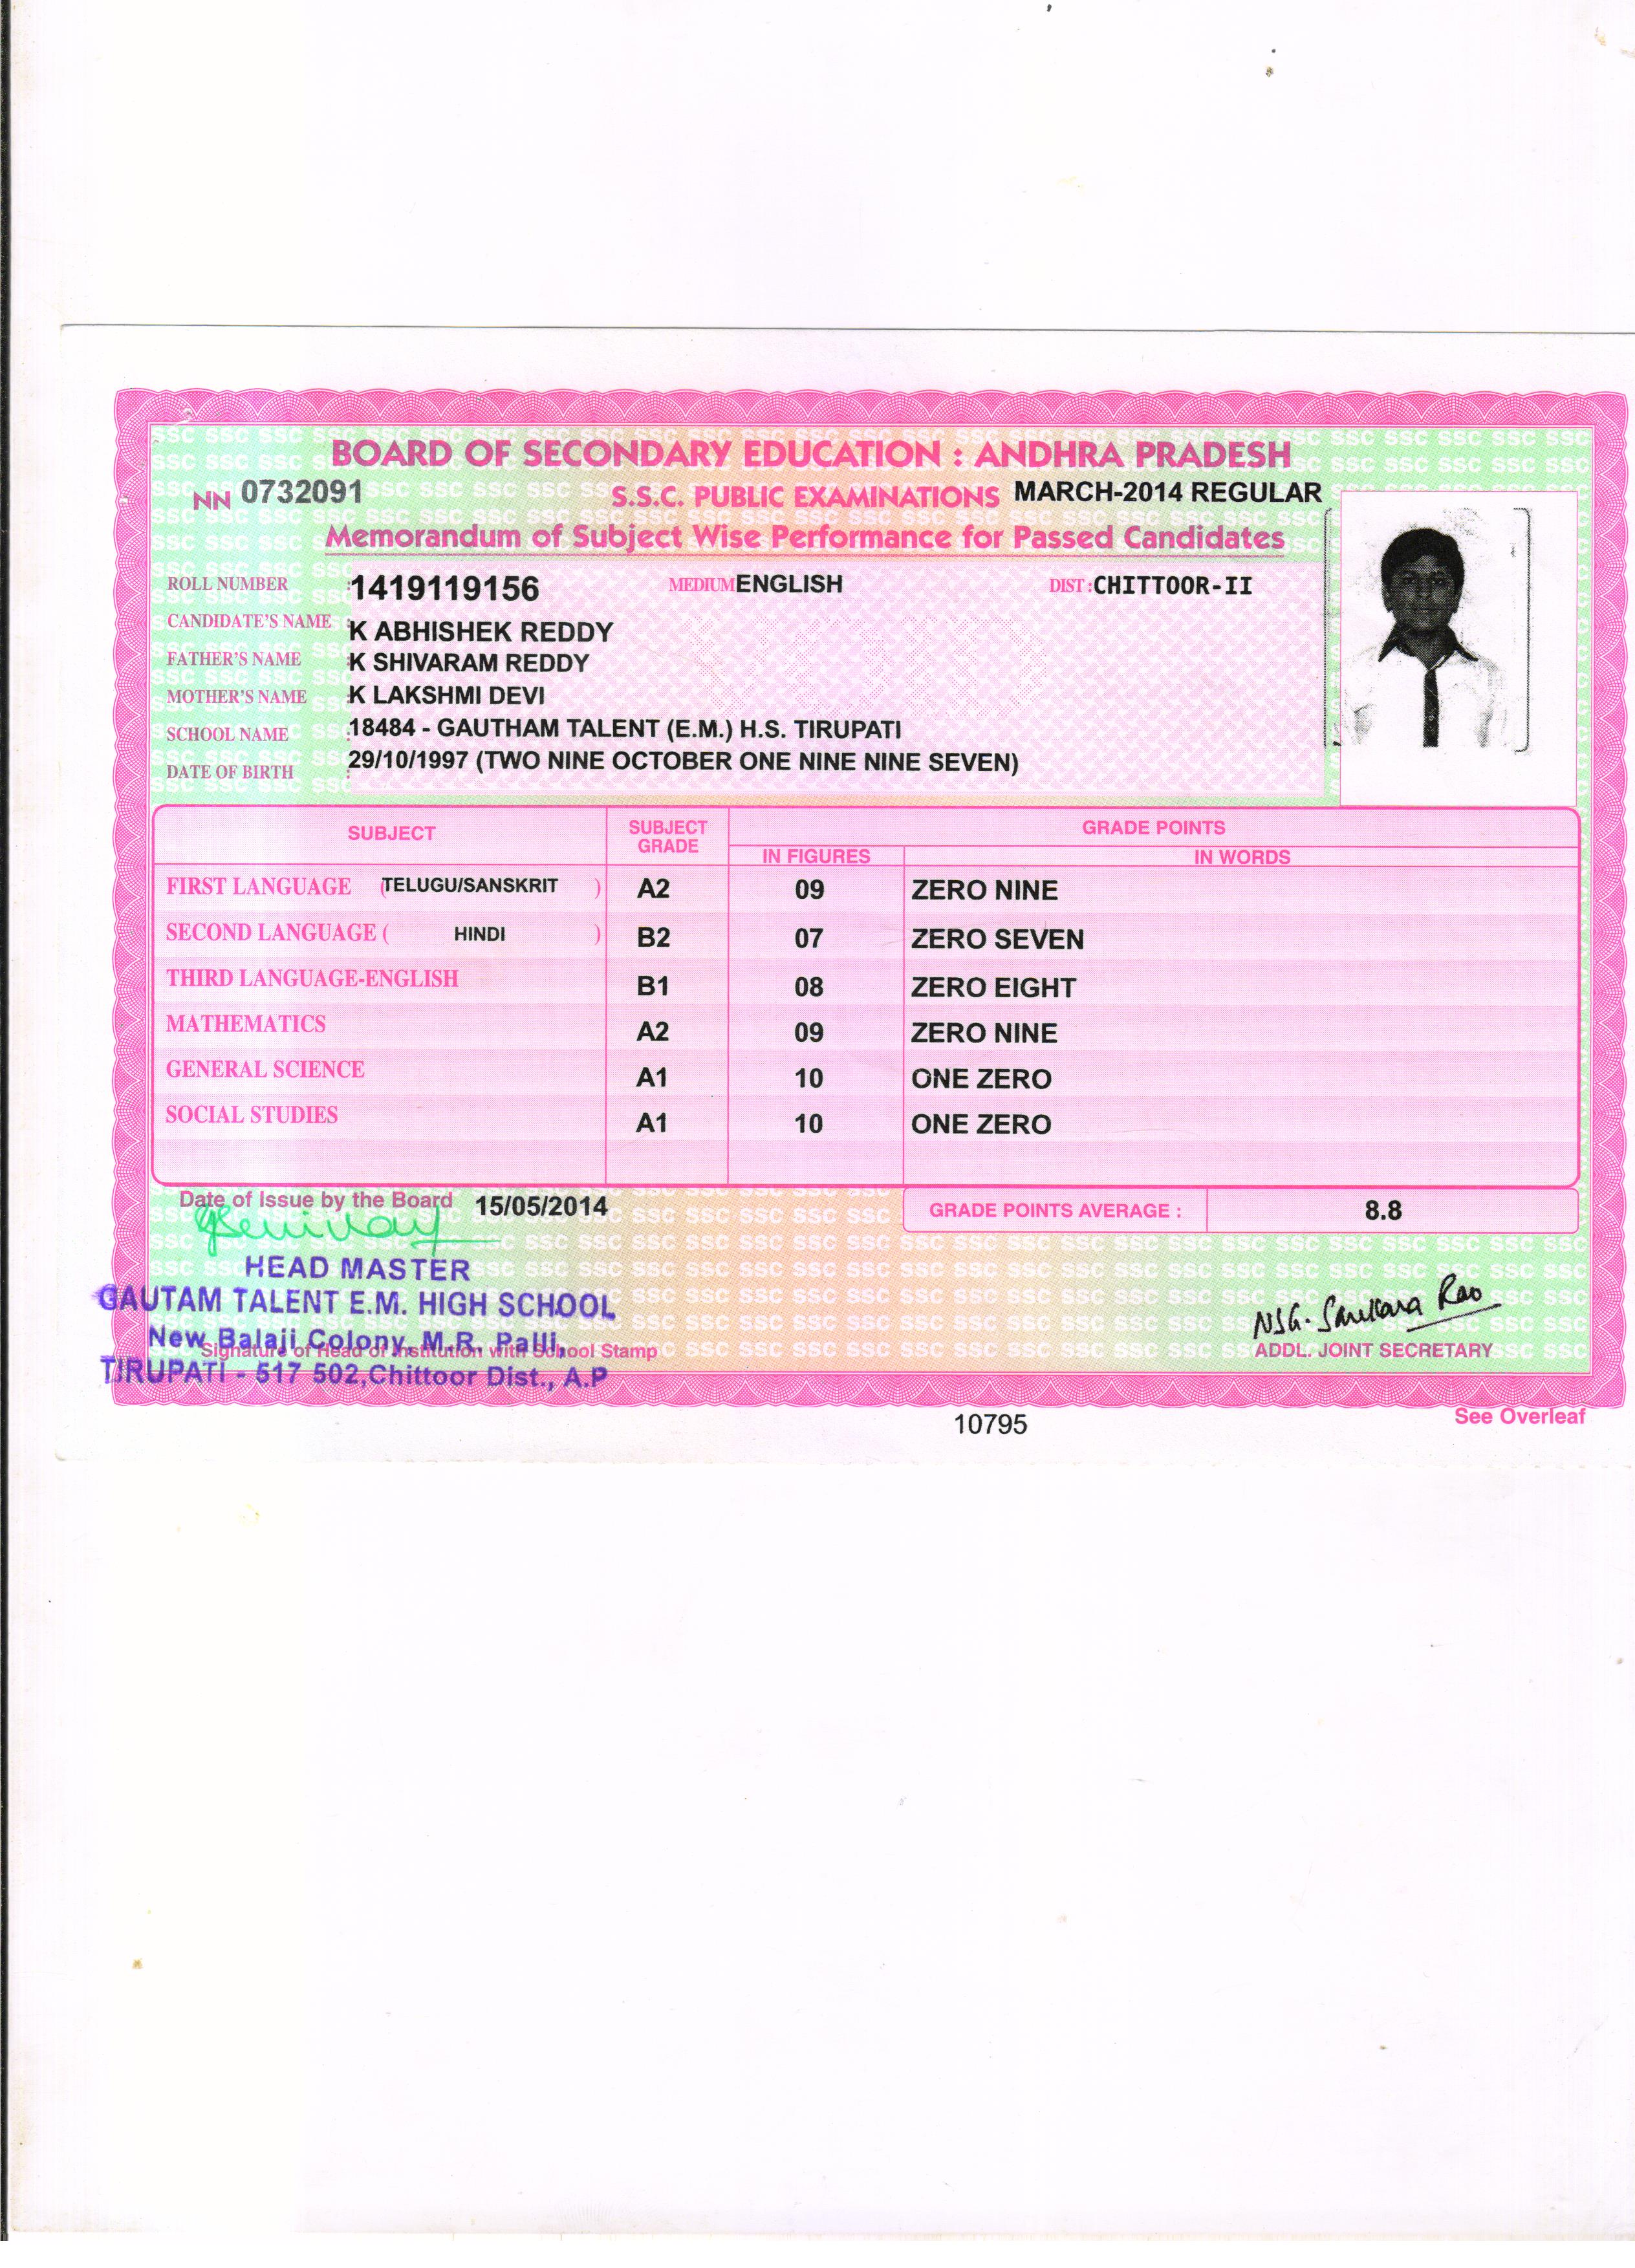 BOARD OF SECONDARY EDUCATION : ANDHRA PRADESH
NN 0732091 S.S.C. PUBLIC EXAMINATIONS MARCH-2014 REGULAR
Memorandum of Subject Wise Performance for Passed Candidates
ROLL NUMBER :1419119156 MEDIUM ENGLISH DIST :CHITTOOR-II
CANDIDATE'S NAME :K ABHISHEK REDDY
FATHER'S NAME :K SHIVARAM REDDY
MOTHER'S NAME :K LAKSHMI DEVI
SCHOOL NAME :18484 - GAUTHAM TALENT (E.M.) H.S. TIRUPATI
DATE OF BIRTH :29/10/1997 (TWO NINE OCTOBER ONE NINE NINE SEVEN)
SUBJECT SUBJECT GRADE GRADE POINTS
IN FIGURES IN WORDS
FIRST LANGUAGE (TELUGU/SANSKRIT) A2 09 ZERO NINE
SECOND LANGUAGE (HINDI) B2 07 ZERO SEVEN
THIRD LANGUAGE-ENGLISH B1 08 ZERO EIGHT
MATHEMATICS A2 09 ZERO NINE
GENERAL SCIENCE A1 10 ONE ZERO
SOCIAL STUDIES A1 10 ONE ZERO
Date of Issue by the Board 15/05/2014 GRADE POINTS AVERAGE : 8.8
HEAD MASTER
GAUTAM TALENT E.M. HIGH SCHOOL
New Balaji Colony, M.R. Palli,
Signature of Head of Institution with School Stamp
TIRUPATI - 517 502, Chittoor Dist., A.P
NSG. Sankara Rao
ADDL. JOINT SECRETARY
10795
See Overleaf